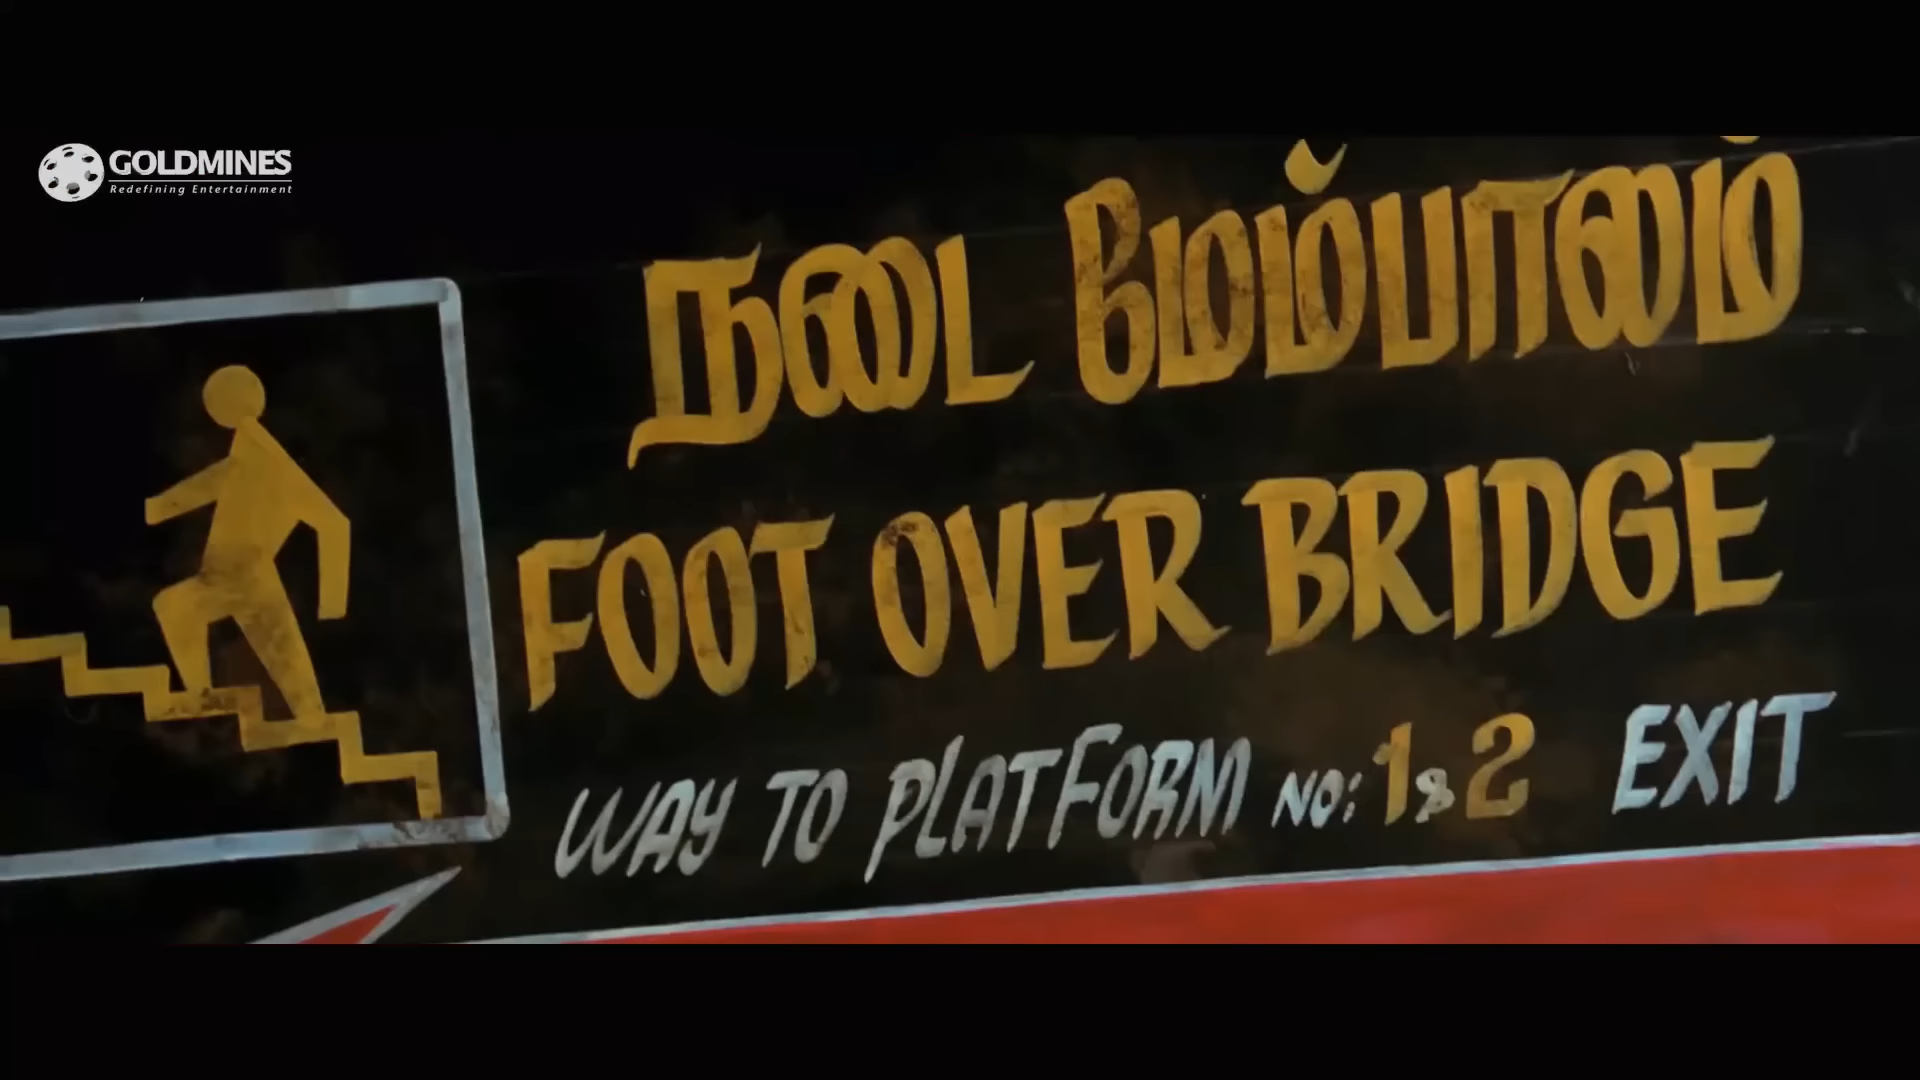 GOLDMINES
Redefining Entertainment
நடை மேம்பாலம்
FOOT OVER BRIDGE
WAY TO PLATFORM NO: 1 & 2 EXIT